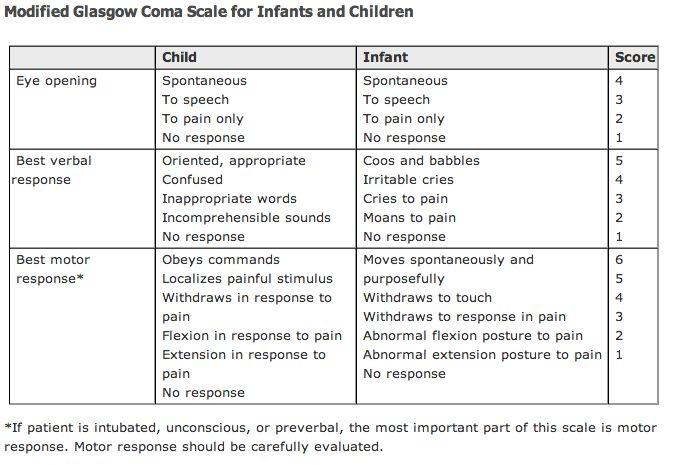 Modified Glasgow Coma Scale for Infants and Children
Child Infant Score
Eye opening Spontaneous Spontaneous 4
To speech To speech 3
To pain only To pain only 2
No response No response 1
Best verbal Oriented, appropriate Coos and babbles 5
response Confused Irritable cries 4
Inappropriate words Cries to pain 3
Incomprehensible sounds Moans to pain 2
No response No response 1
Best motor Obeys commands Moves spontaneously and 6
response* Localizes painful stimulus purposefully 5
Withdraws in response to Withdraws to touch 4
pain Withdraws to response in pain 3
Flexion in response to pain Abnormal flexion posture to pain 2
Extension in response to Abnormal extension posture to pain 1
pain No response
No response
*If patient is intubated, unconscious, or preverbal, the most important part of this scale is motor
response. Motor response should be carefully evaluated.